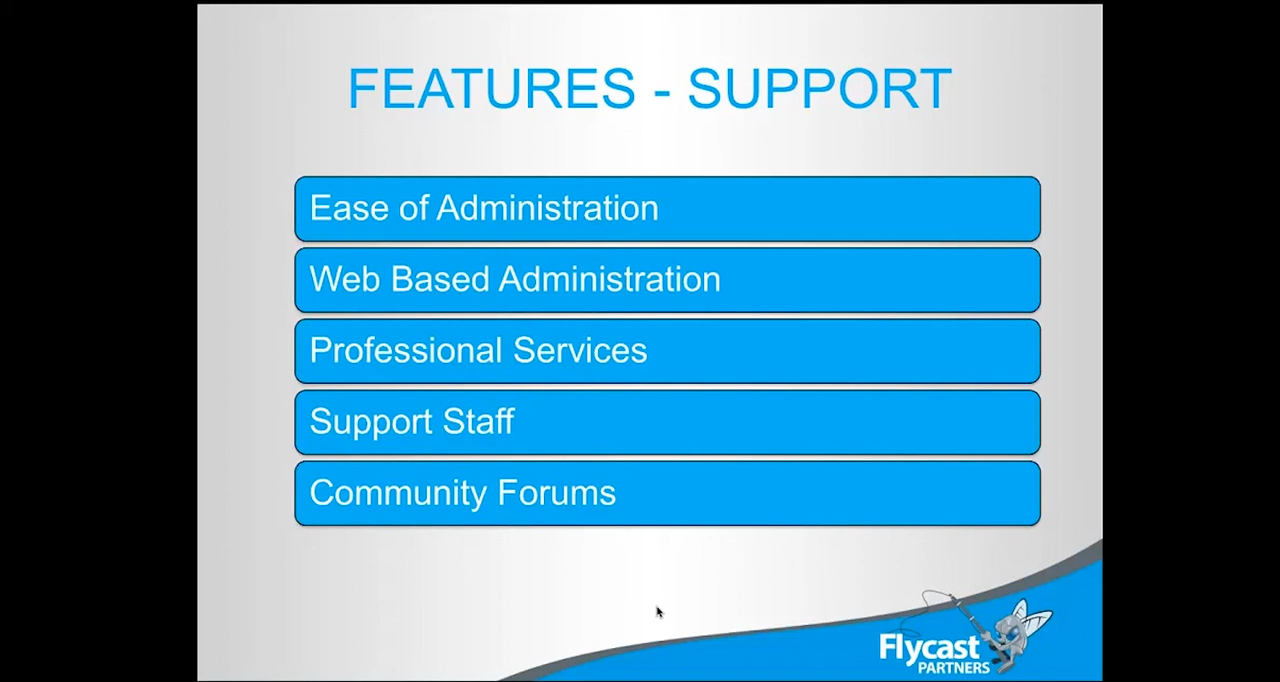 FEATURES - SUPPORT
Ease of Administration
Web Based Administration
Professional Services
Support Staff
Community Forums
Flycast
PARTNERS